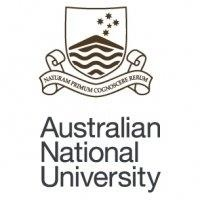 NATURAM PRIMUM COGNOSCERE RERUM
Australian
National
University